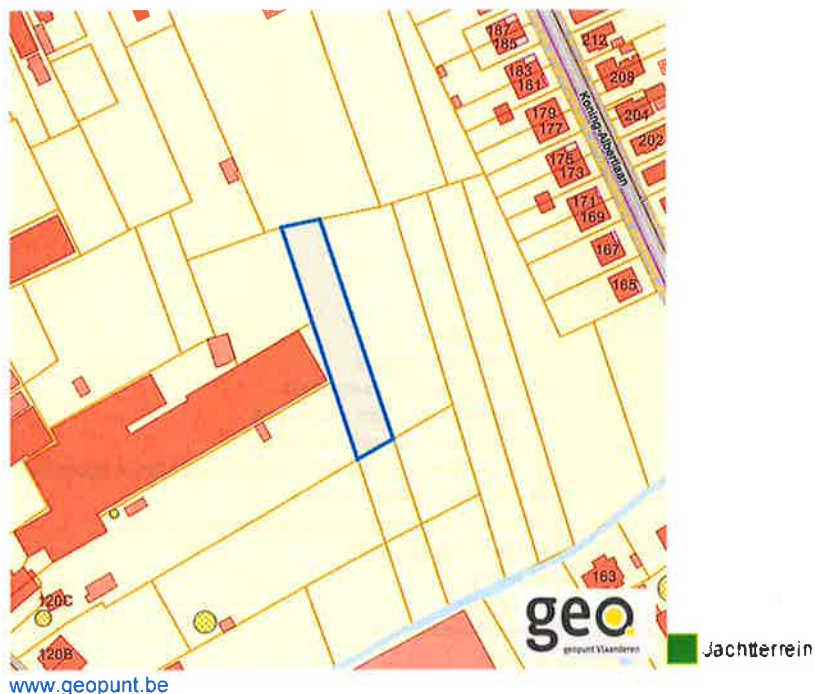 187
185
212
183
181
208
179
177
204
202
Koning-Albertlaan
175
173
171
169
167
165
163
120C
120B
geo
geopunt Vlaanderen
Jachtterrein
www.geopunt.be